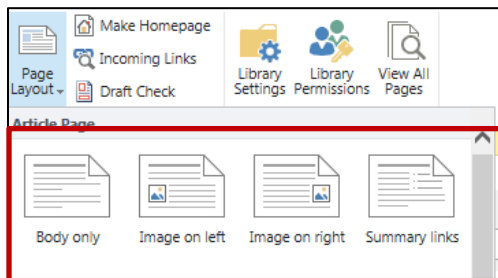 Make Homepage
Incoming Links
Draft Check
Page
Layout
Library
Settings
Library
Permissions
View All
Pages
Article Page
Body only
Image on left
Image on right
Summary links